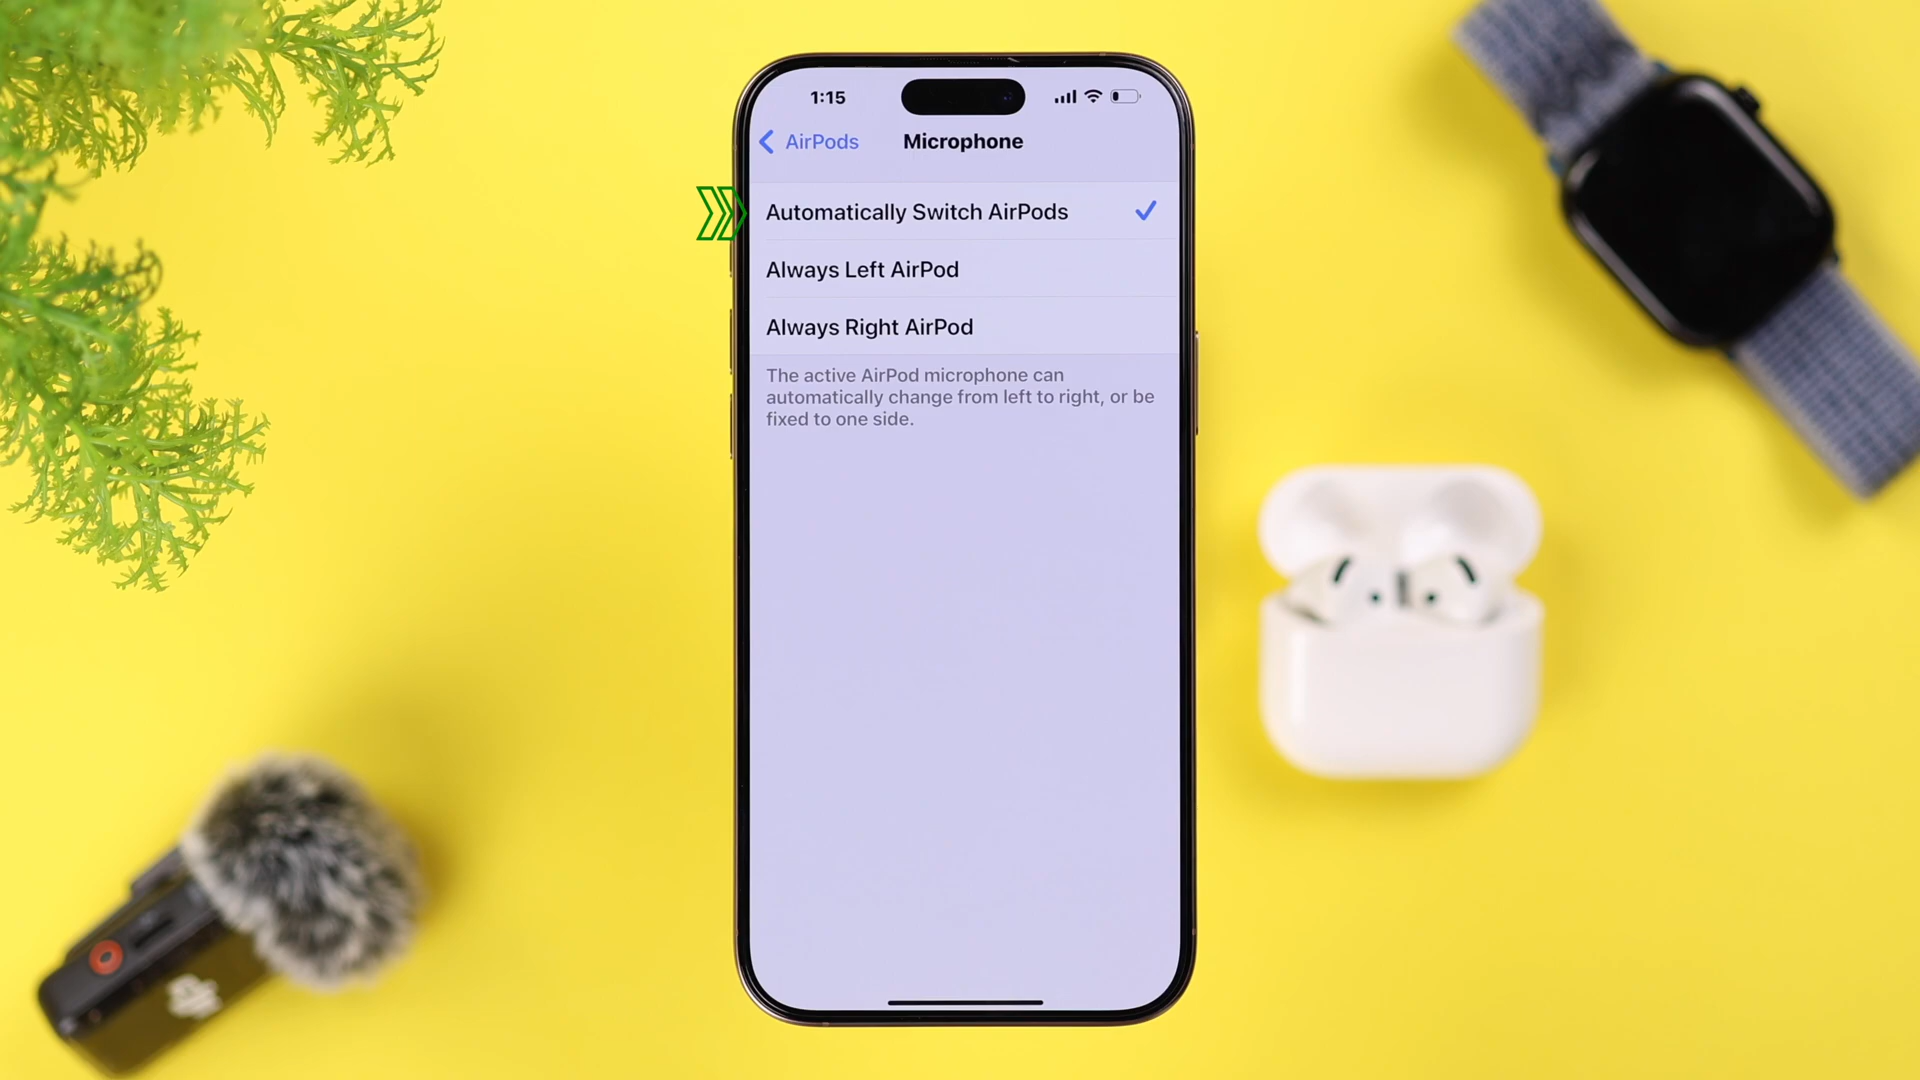 1:15
AirPods
Microphone
Automatically Switch AirPods
Always Left AirPod
Always Right AirPod
The active AirPod microphone can
automatically change from left to right, or be
fixed to one side.
dji